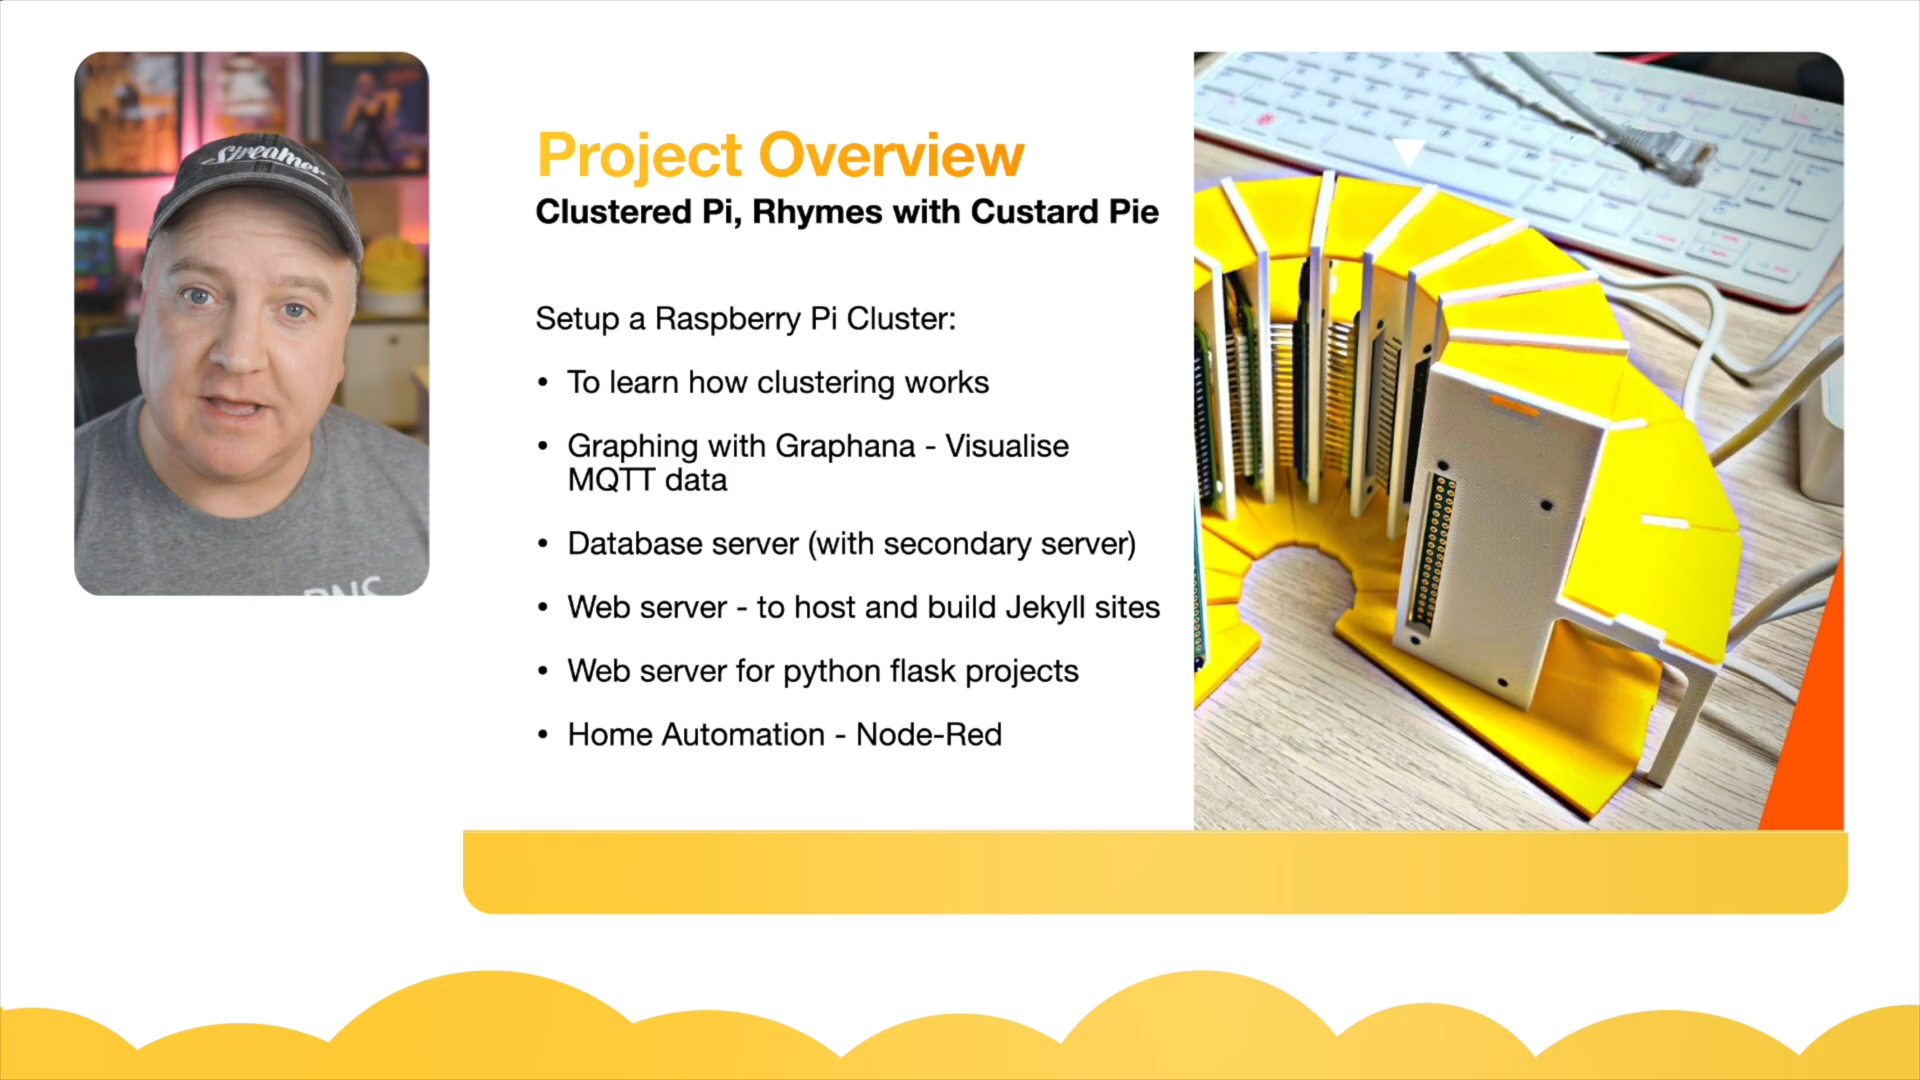 Streamer
Project Overview
Clustered Pi, Rhymes with Custard Pie
Setup a Raspberry Pi Cluster:
• To learn how clustering works
• Graphing with Graphana - Visualise
MQTT data
• Database server (with secondary server)
• Web server - to host and build Jekyll sites
• Web server for python flask projects
• Home Automation - Node-Red